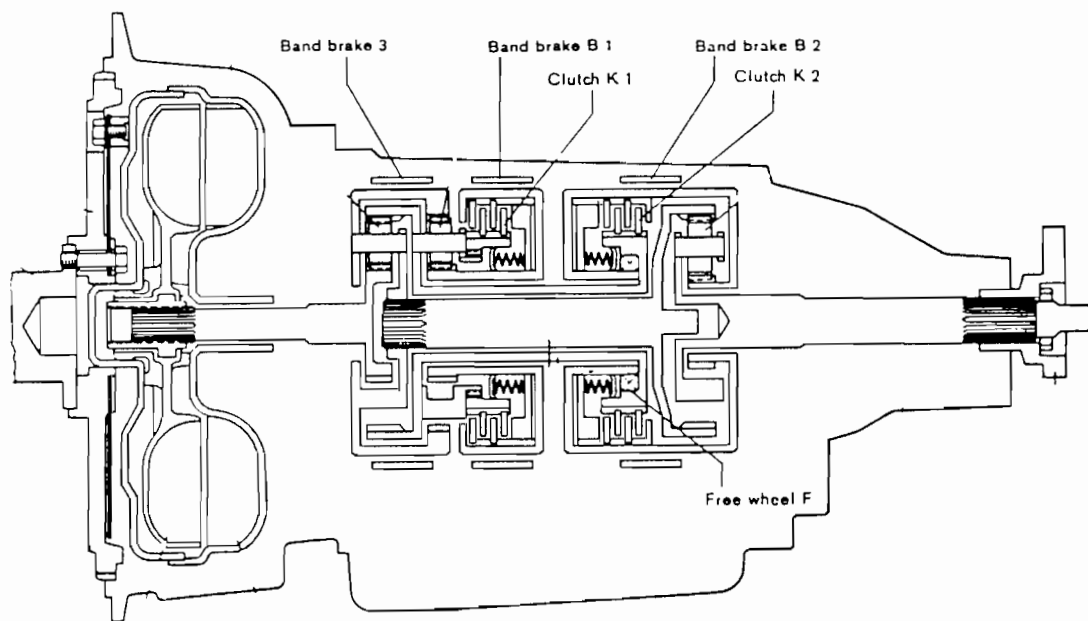 Band brake 3
Band brake B 1
Band brake B 2
Clutch K 1
Clutch K 2
Free wheel F